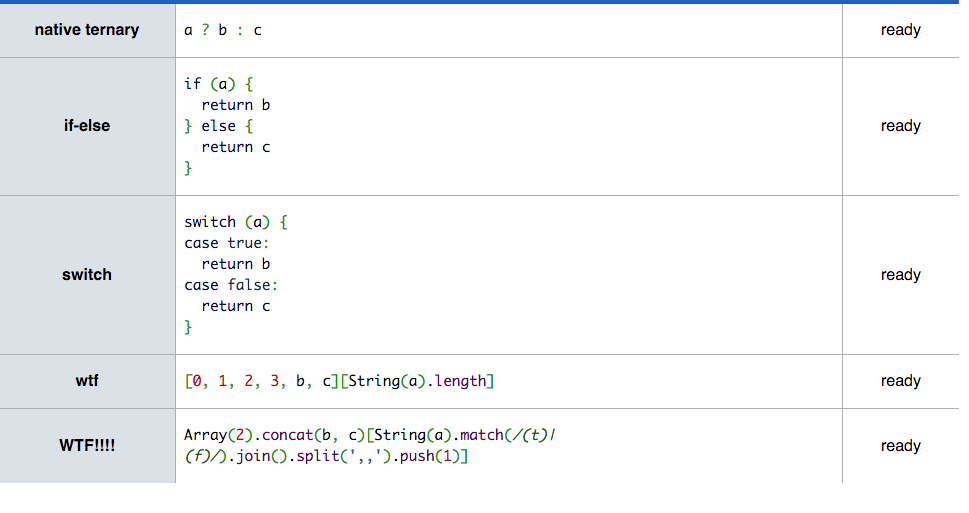 native ternary
a ? b : c
ready
if-else
if (a) {
  return b
} else {
  return c
}
ready
switch
switch (a) {
case true:
  return b
case false:
  return c
}
ready
wtf
[0, 1, 2, 3, b, c][String(a).length]
ready
WTF!!!!
Array(2).concat(b, c)[String(a).match(/(t)|
(f)/).join().split(',,').push(1)]
ready